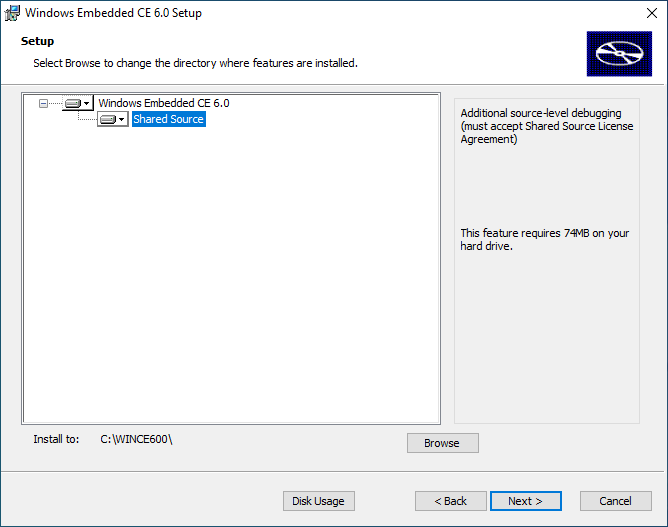 Windows Embedded CE 6.0 Setup
Setup
Select Browse to change the directory where features are installed.
Windows Embedded CE 6.0
Shared Source
Additional source-level debugging
(must accept Shared Source License
Agreement)
This feature requires 74MB on your
hard drive.
Install to: C:\WINCE600\
Browse
Disk Usage
< Back
Next >
Cancel